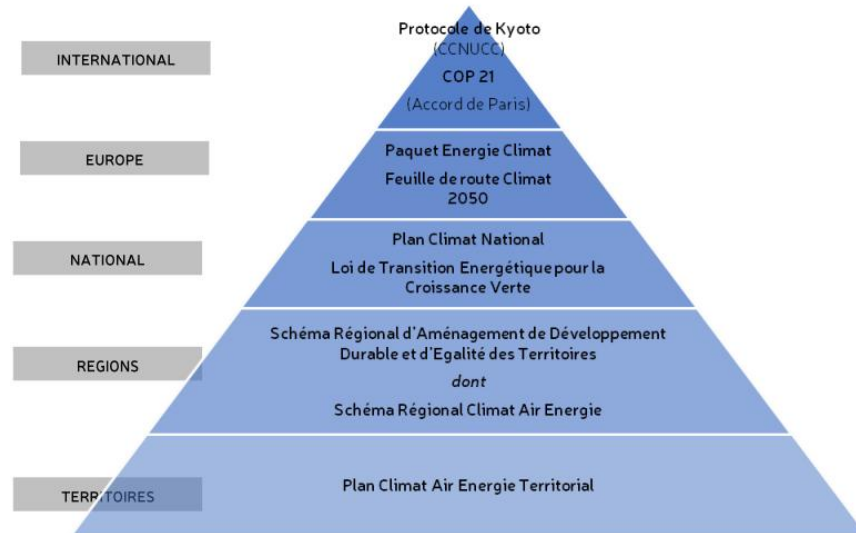 INTERNATIONAL
Protocole de Kyoto
(CCNUCC)
COP 21
(Accord de Paris)
EUROPE
Paquet Energie Climat
Feuille de route Climat
2050
NATIONAL
Plan Climat National
Loi de Transition Energétique pour la
Croissance Verte
REGIONS
Schéma Régional d'Aménagement de Développement
Durable et d'Egalité des Territoires
dont
Schéma Régional Climat Air Energie
TERRITOIRES
Plan Climat Air Energie Territorial